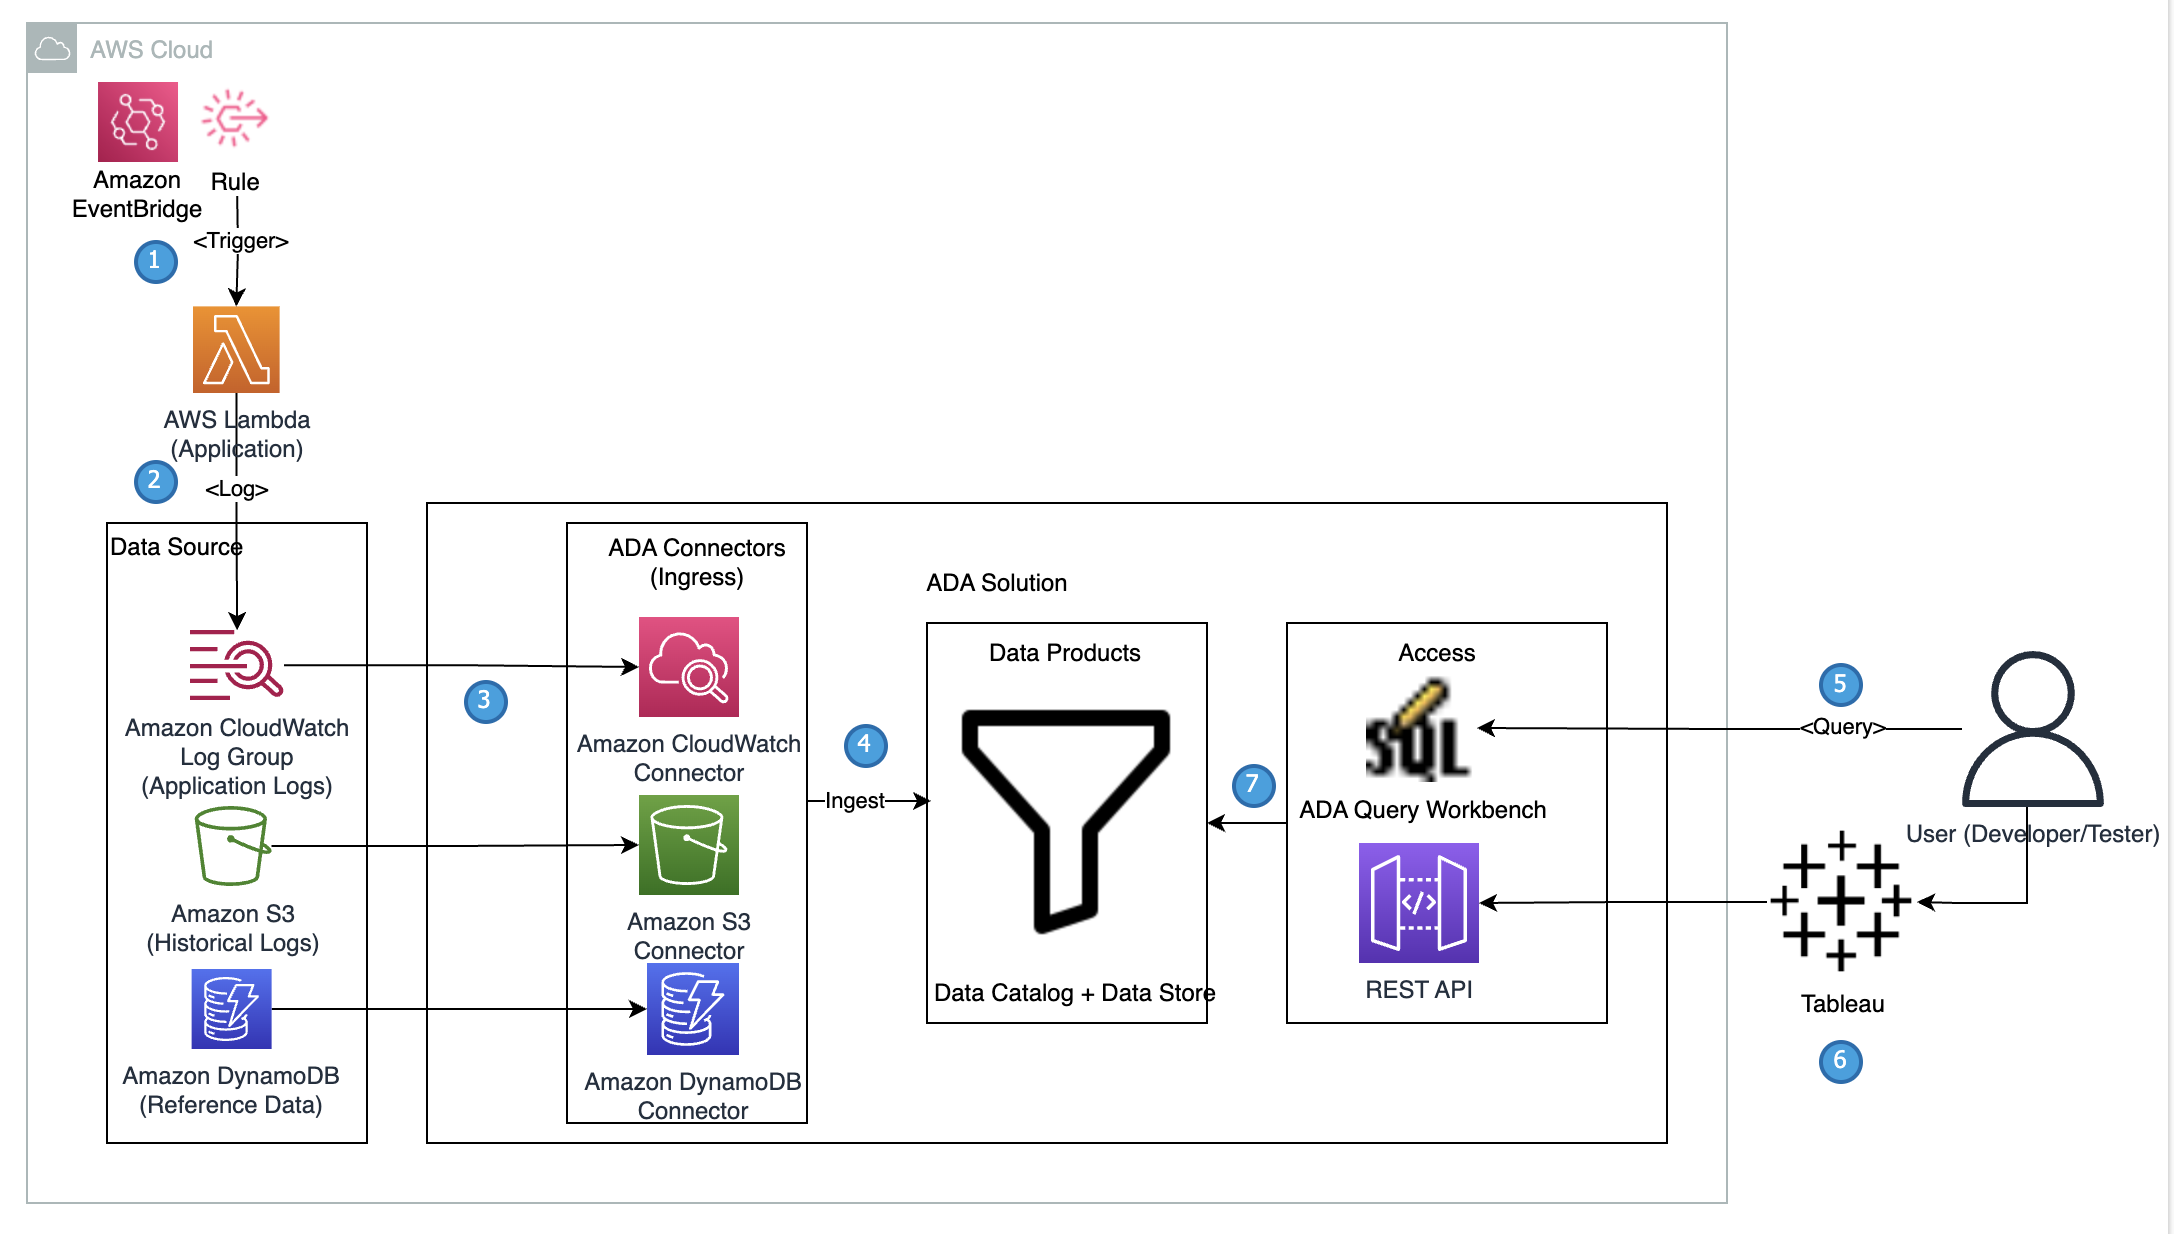 AWS Cloud
Amazon
EventBridge
Rule
<Trigger>
1
AWS Lambda
(Application)
2
<Log>
Data Source
Amazon CloudWatch
Log Group
(Application Logs)
Amazon S3
(Historical Logs)
Amazon DynamoDB
(Reference Data)
3
ADA Connectors
(Ingress)
Amazon CloudWatch
Connector
Amazon S3
Connector
Amazon DynamoDB
Connector
4
Ingest
ADA Solution
Data Products
Data Catalog + Data Store
7
Access
SQL
ADA Query Workbench
</>
REST API
5
<Query>
User (Developer/Tester)
Tableau
6